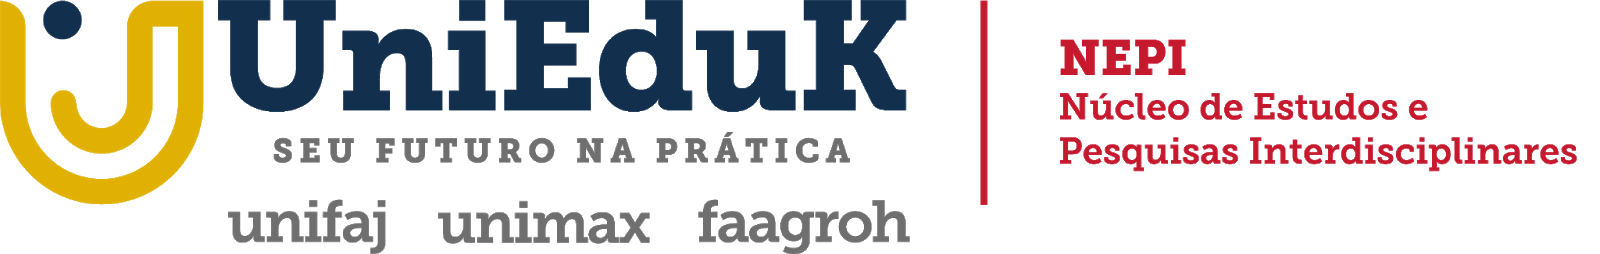 UniEduK
SEU FUTURO NA PRÁTICA
unifaj unimax faagroh
NEPI
Núcleo de Estudos e
Pesquisas Interdisciplinares